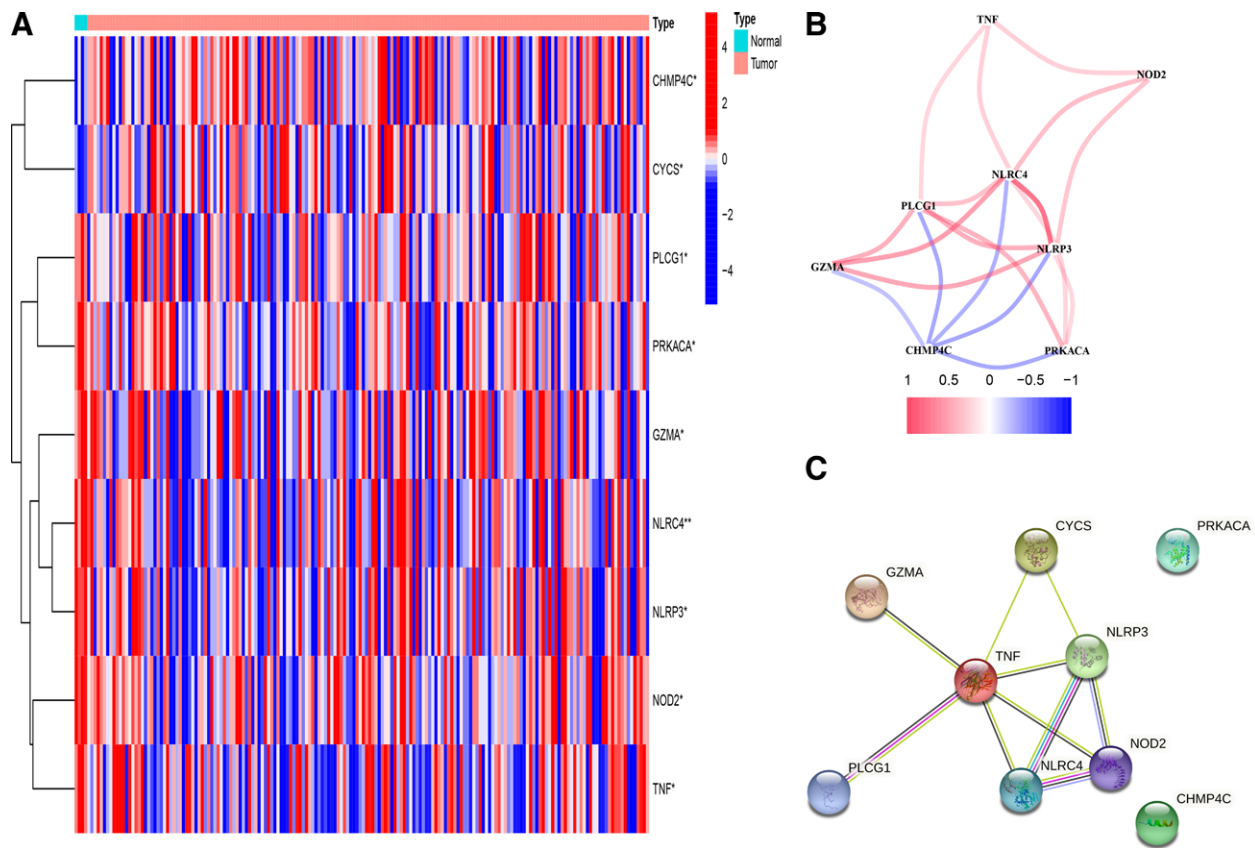 A
Type
CHMP4C*
CYCS*
PLCG1*
PRKACA*
GZMA*
NLRC4**
NLRP3*
NOD2*
TNF*
4
2
0
−2
−4
Type
Normal
Tumor
B
TNF
NOD2
NLRC4
PLCG1
NLRP3
GZMA
CHMP4C
PRKACA
1 0.5 0 −0.5 −1
C
CYCS
PRKACA
GZMA
NLRP3
TNF
NOD2
PLCG1
NLRC4
CHMP4C